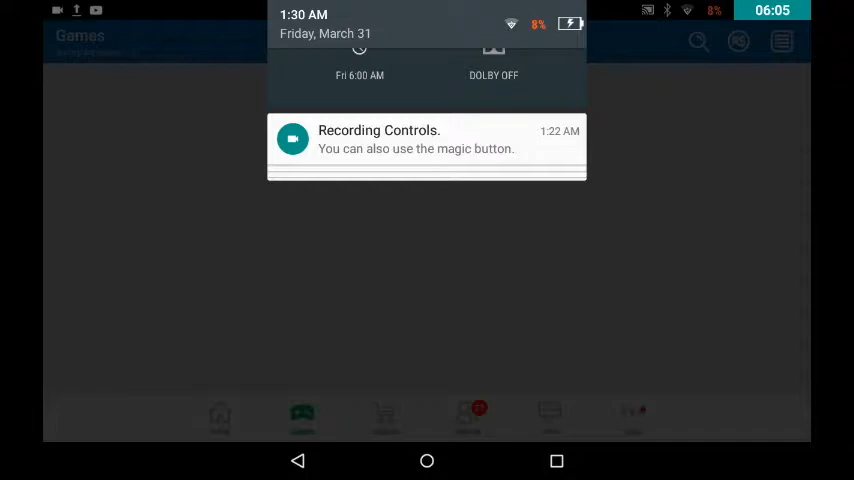 1:30 AM
Friday, March 31
8%
8%
06:05
Games
R$
Fri 6:00 AM
DOLBY OFF
Recording Controls.
1:22 AM
You can also use the magic button.